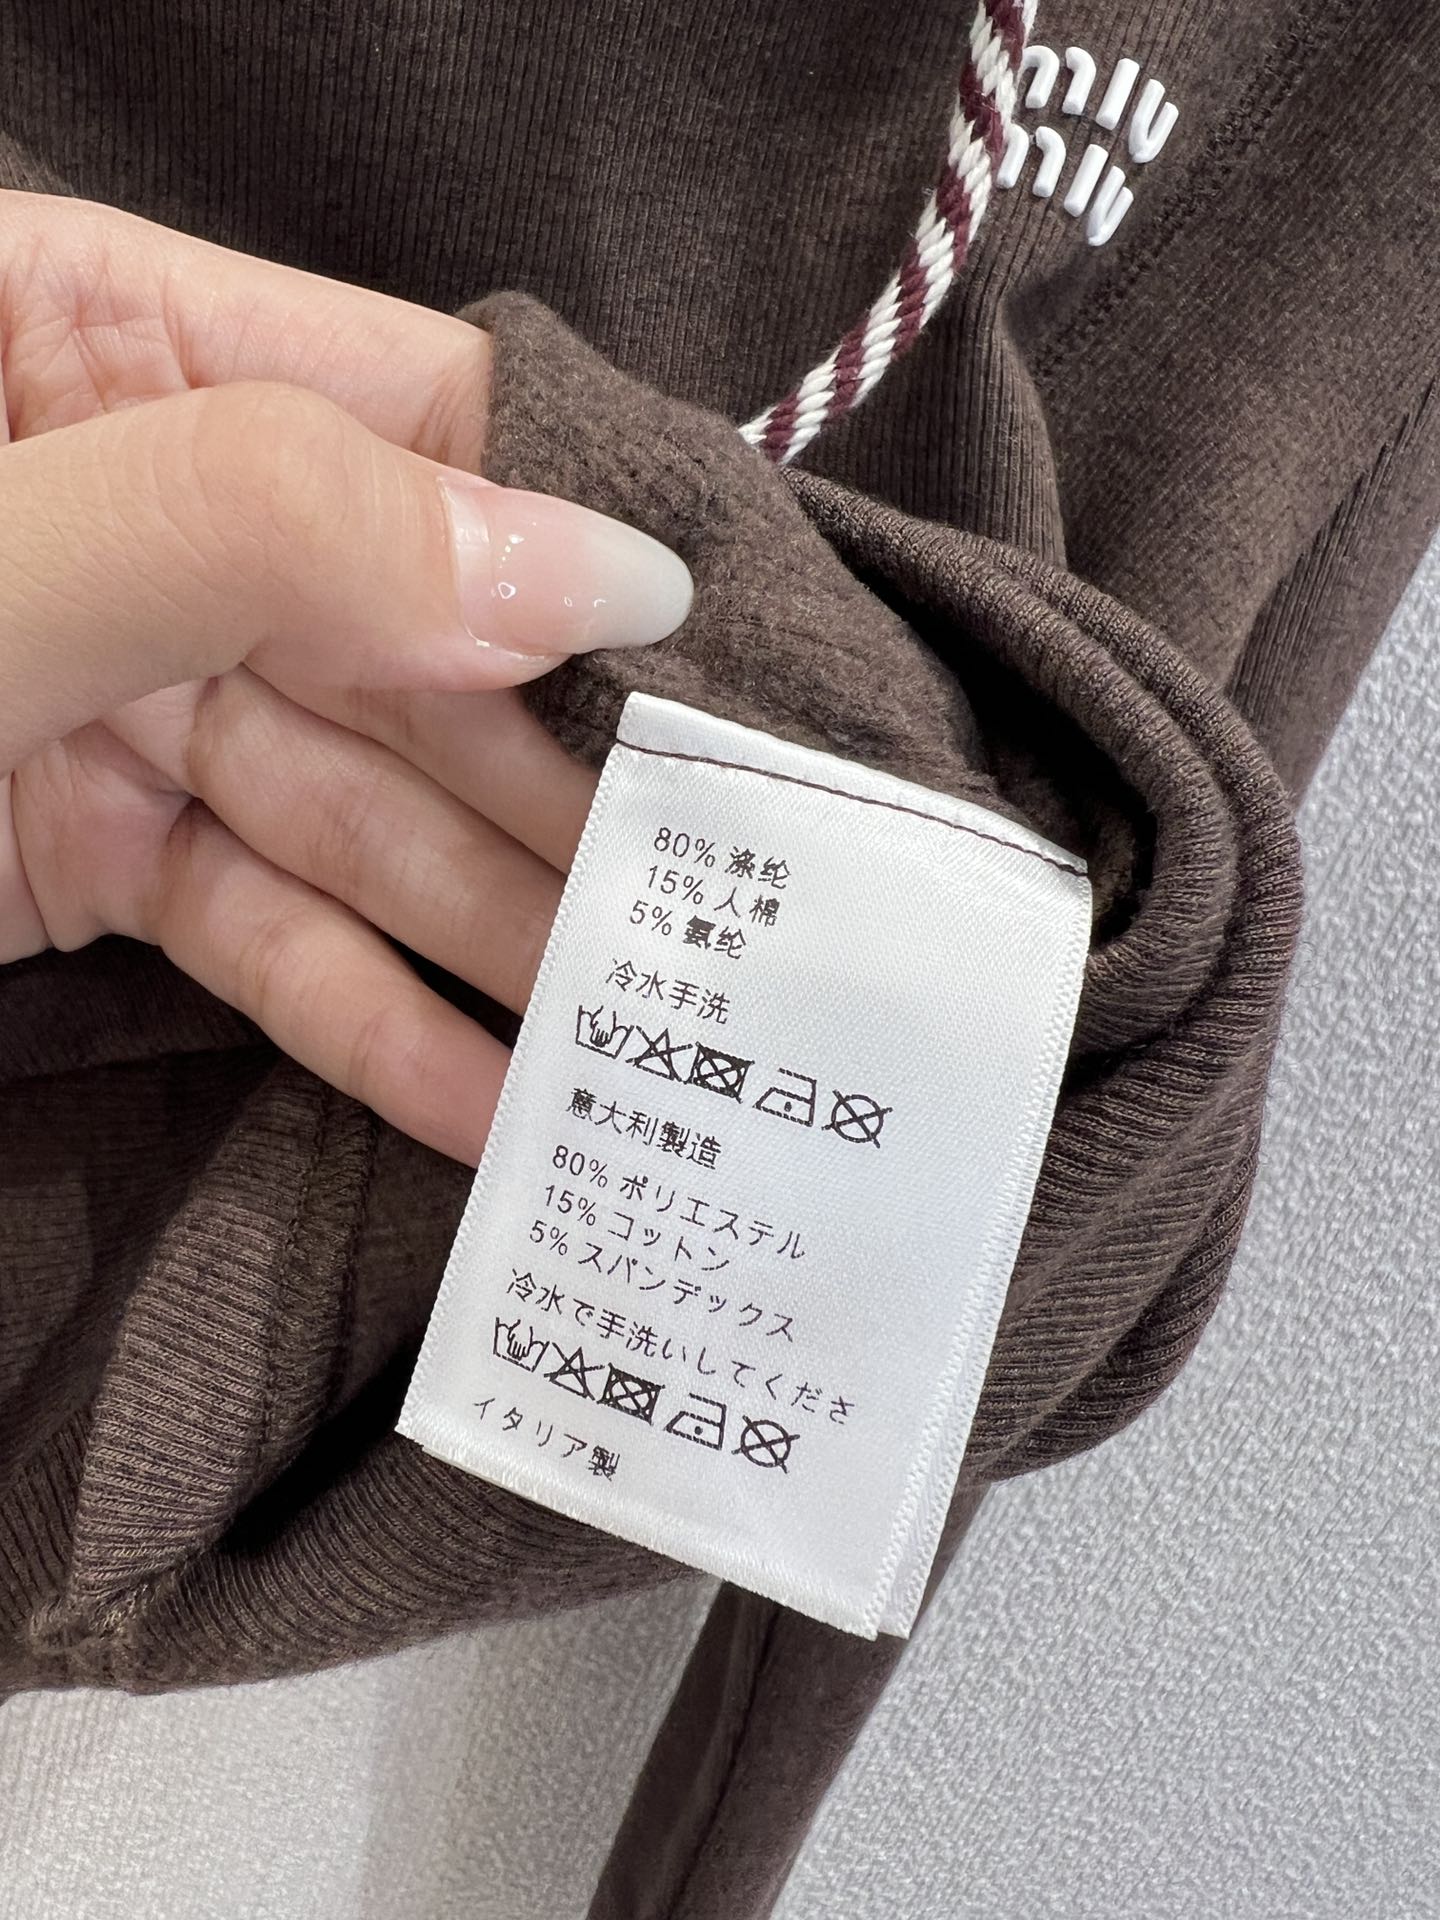 miu
miu
80% 涤纶
15% 人棉
5% 氨纶
冷水手洗
意大利製造
80% ポリエステル
15% コットン
5% スパンデックス
冷水で手洗いしてくださ
イタリア製